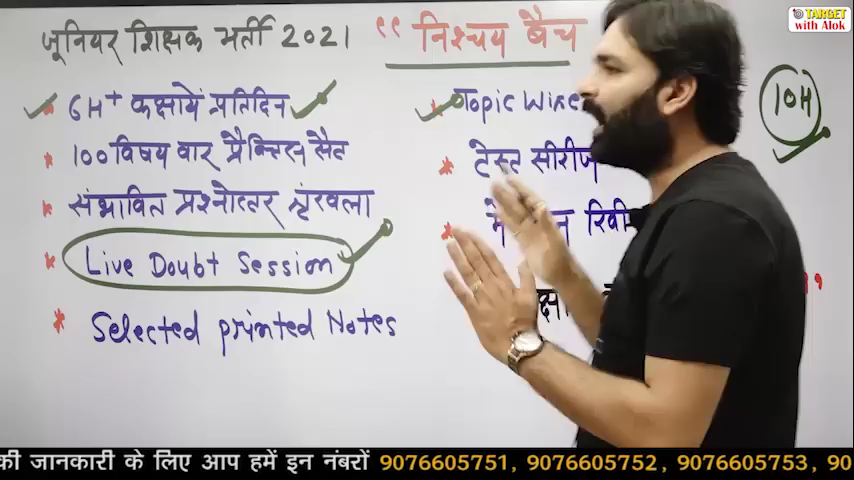 जूनियर शिक्षक भर्ती 2021
“ निश्चय बैच
6H+ कक्षायें प्रतिदिन
100 विषय वार प्रैक्टिस सैट
संभावित प्रश्नोत्तर श्रृंखला
Live Doubt Session
Selected printed Notes
Topic Wise
टेस्ट सीरीज
10H
TARGET
with Alok
की जानकारी के लिए आप हमें इन नंबरों 9076605751, 9076605752, 9076605753, 90